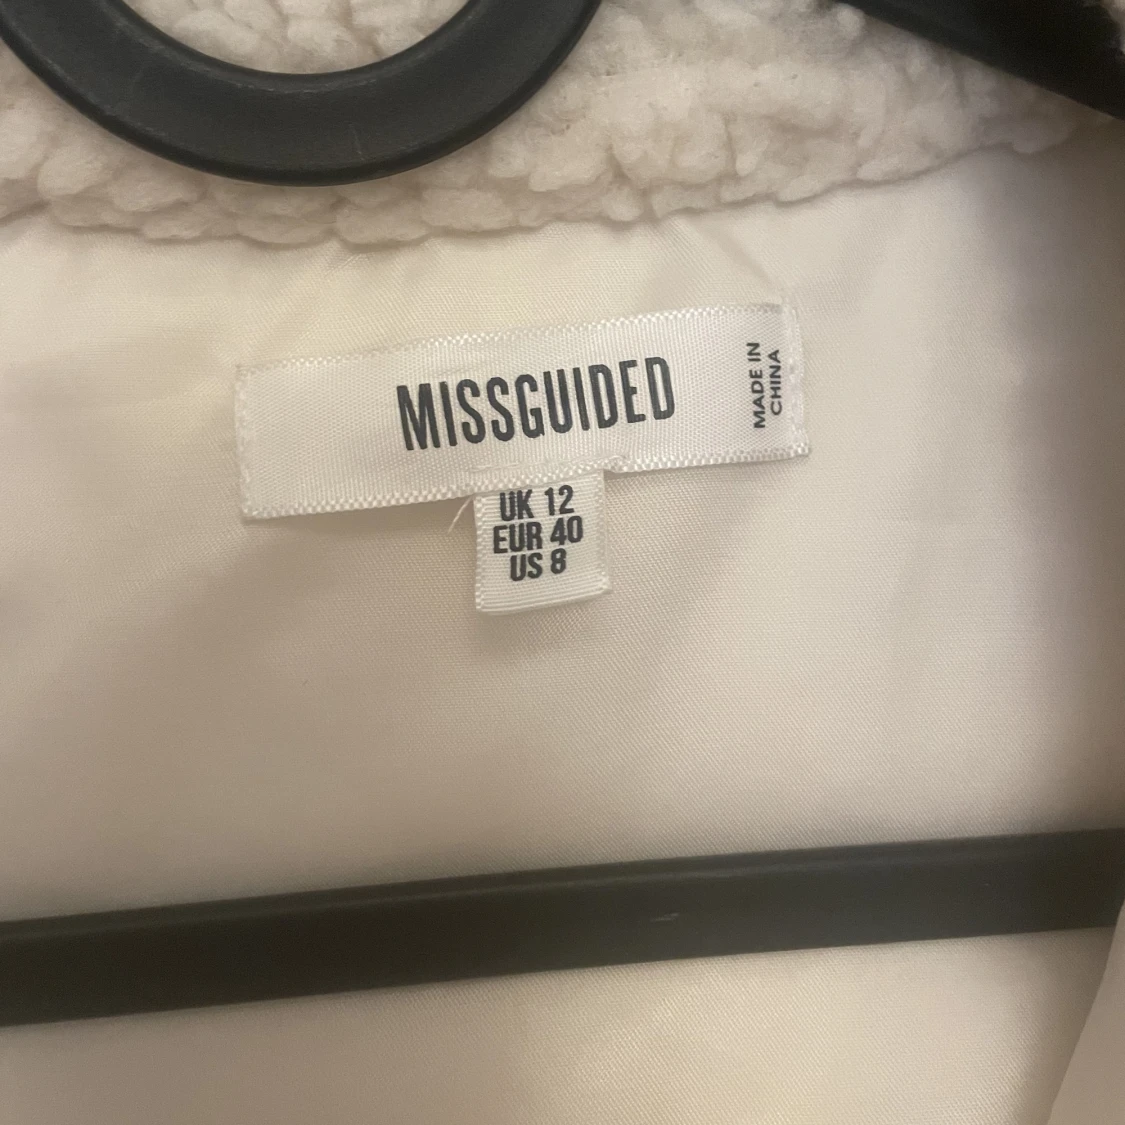 MISSGUIDED
MADE IN
CHINA
UK 12
EUR 40
US 8